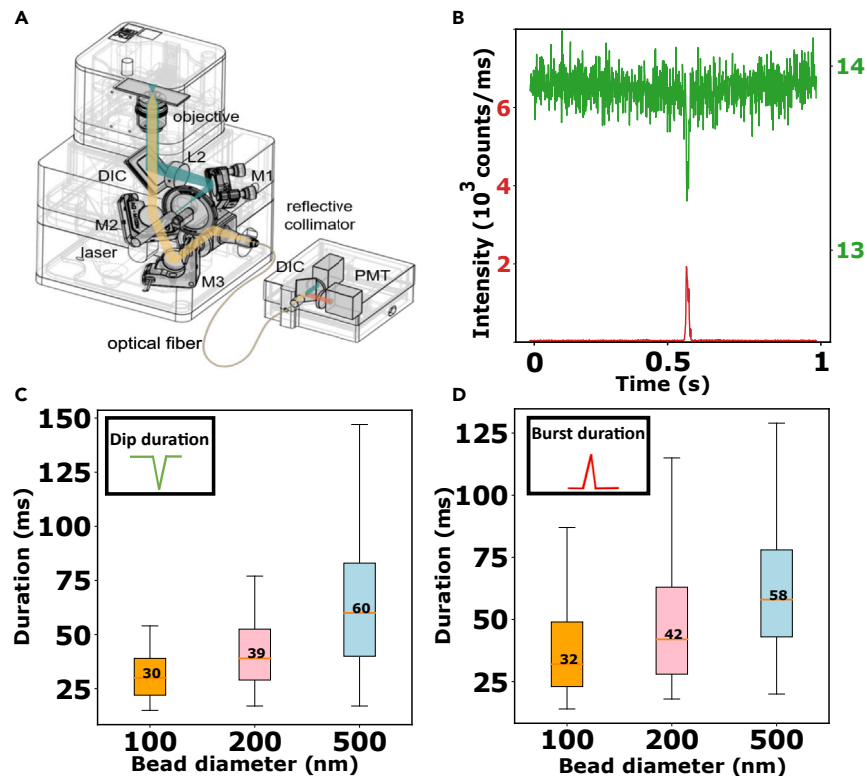 A
objective
L2
DIC
M1
M2
laser
M3
reflective
collimator
DIC
PMT
optical fiber
B
Intensity (10^3 counts/ms)
6
4
2
14
13
0
0.5
1
Time (s)
C
Dip duration
Duration (ms)
150
125
100
75
50
25
30
39
60
100
200
500
Bead diameter (nm)
D
Burst duration
Duration (ms)
125
100
75
50
25
32
42
58
100
200
500
Bead diameter (nm)